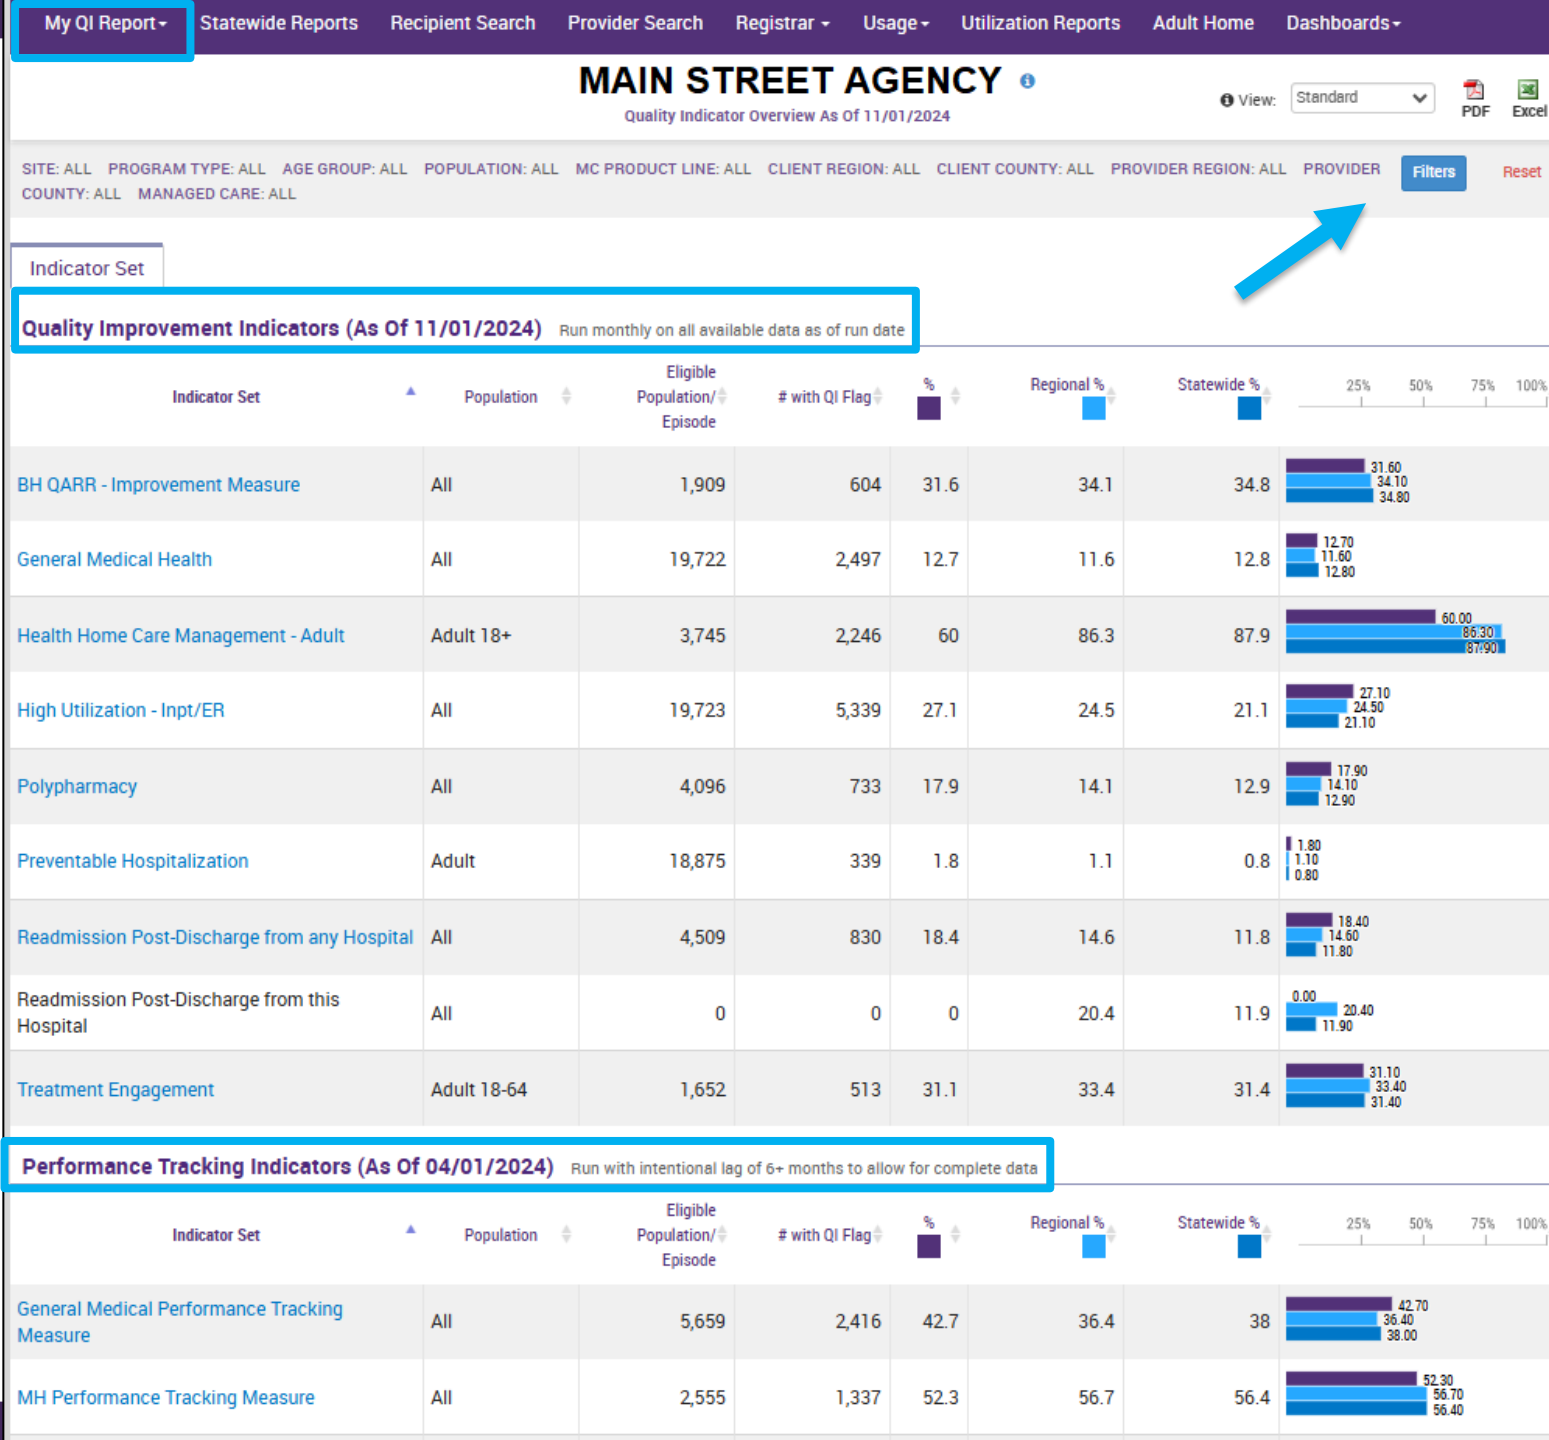 My QI Report Statewide Reports Recipient Search Provider Search Registrar Usage Utilization Reports Adult Home Dashboards
MAIN STREET AGENCY
Quality Indicator Overview As Of 11/01/2024
View: Standard PDF Excel
SITE: ALL PROGRAM TYPE: ALL AGE GROUP: ALL POPULATION: ALL MC PRODUCT LINE: ALL CLIENT REGION: ALL CLIENT COUNTY: ALL PROVIDER REGION: ALL PROVIDER
COUNTY: ALL MANAGED CARE: ALL
Filters Reset
Indicator Set
Quality Improvement Indicators (As Of 11/01/2024) Run monthly on all available data as of run date
Indicator Set Population Eligible Population/ Episode # with QI Flag % Regional % Statewide % 25% 50% 75% 100%
BH QARR - Improvement Measure All 1,909 604 31.6 34.1 34.8 31.60 34.10 34.80
General Medical Health All 19,722 2,497 12.7 11.6 12.8 12.70 11.60 12.80
Health Home Care Management - Adult Adult 18+ 3,745 2,246 60 86.3 87.9 60.00 86.30 87.90
High Utilization - Inpt/ER All 19,723 5,339 27.1 24.5 21.1 27.10 24.50 21.10
Polypharmacy All 4,096 733 17.9 14.1 12.9 17.90 14.10 12.90
Preventable Hospitalization Adult 18,875 339 1.8 1.1 0.8 1.80 1.10 0.80
Readmission Post-Discharge from any Hospital All 4,509 830 18.4 14.6 11.8 18.40 14.60 11.80
Readmission Post-Discharge from this
Hospital All 0 0 0 20.4 11.9 0.00 20.40 11.90
Treatment Engagement Adult 18-64 1,652 513 31.1 33.4 31.4 31.10 33.40 31.40
Performance Tracking Indicators (As Of 04/01/2024) Run with intentional lag of 6+ months to allow for complete data
Indicator Set Population Eligible Population/ Episode # with QI Flag % Regional % Statewide % 25% 50% 75% 100%
General Medical Performance Tracking
Measure All 5,659 2,416 42.7 36.4 38 42.70 36.40 38.00
MH Performance Tracking Measure All 2,555 1,337 52.3 56.7 56.4 52.30 56.70 56.40